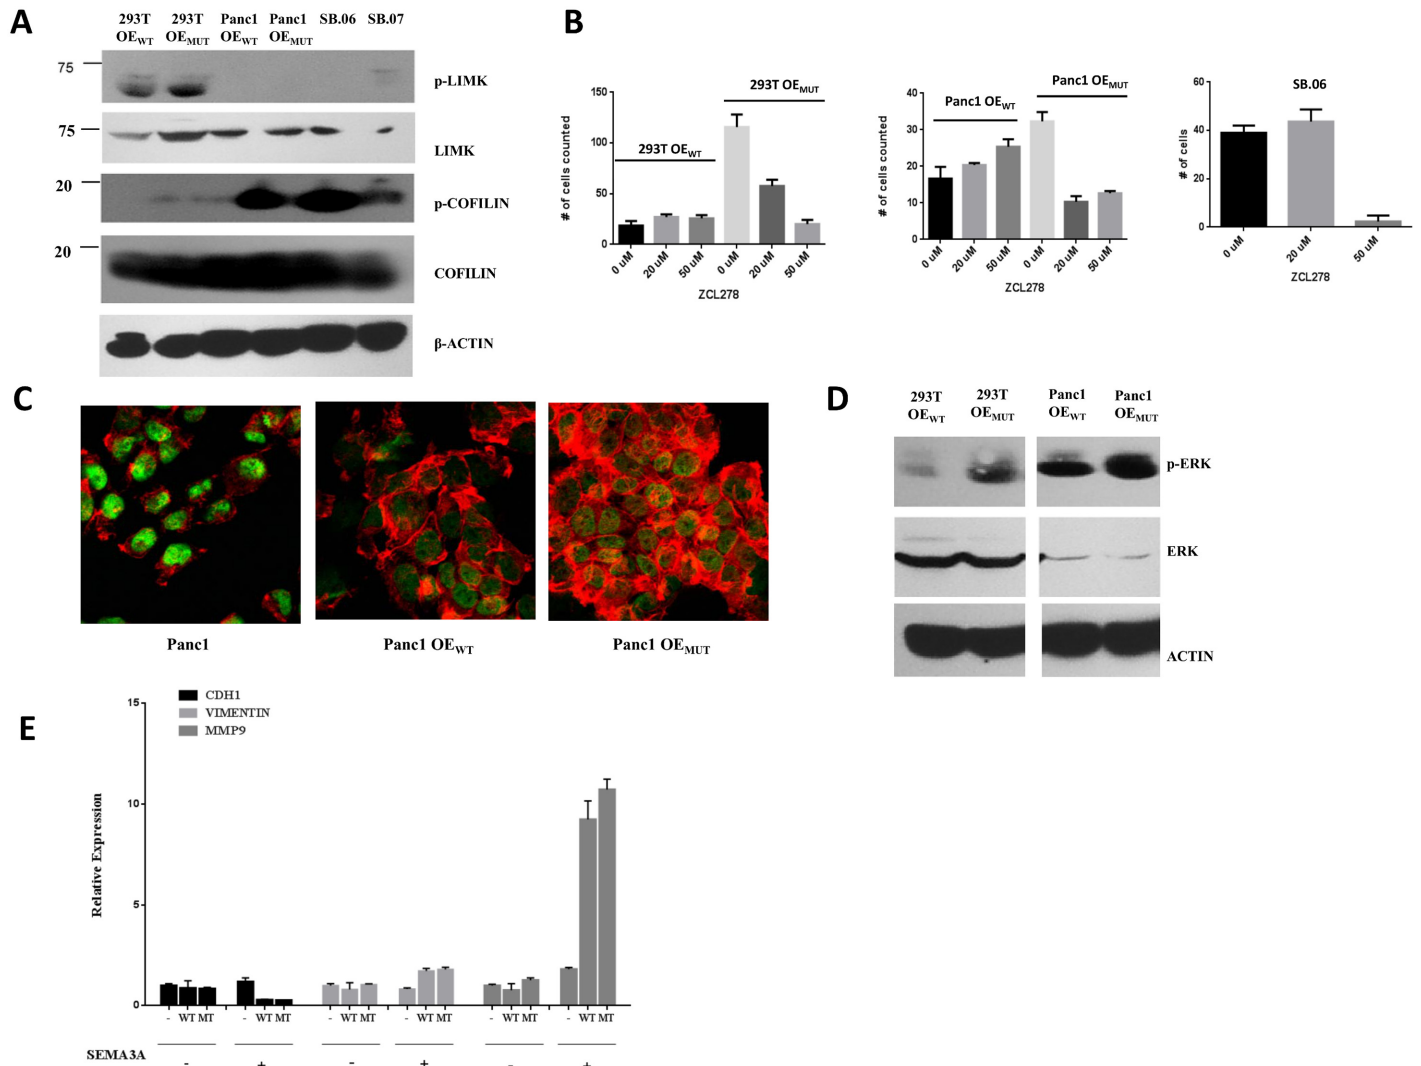 A
293T OEWT
293T OEMUT
Panc1 OEWT
Panc1 OEMUT
SB.06
SB.07
75
p-LIMK
75
LIMK
20
p-COFILIN
20
COFILIN
β-ACTIN
B
# of cells counted
150
100
50
0
293T OEWT
293T OEMUT
0 uM
20 uM
50 uM
0 uM
20 uM
50 uM
ZCL278
# of cells counted
40
30
20
10
0
Panc1 OEWT
Panc1 OEMUT
0 uM
20 uM
50 uM
0 uM
20 uM
50 uM
ZCL278
# of cells
60
40
20
0
SB.06
0 uM
20 uM
50 uM
ZCL278
C
Panc1
Panc1 OEWT
Panc1 OEMUT
D
293T OEWT
293T OEMUT
Panc1 OEWT
Panc1 OEMUT
p-ERK
ERK
ACTIN
E
CDH1
VIMENTIN
MMP9
Relative Expression
15
10
5
0
- WT MT - WT MT - WT MT - WT MT - WT MT - WT MT
SEMA3A - + - + - +